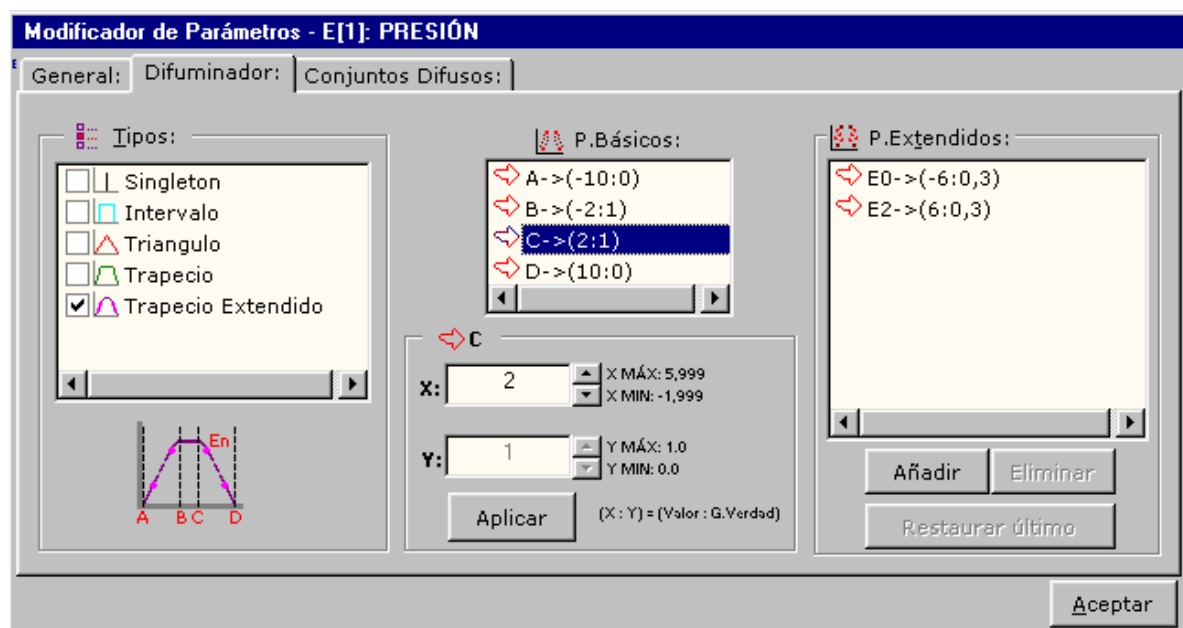 Modificador de Parámetros - E[1]: PRESIÓN
General:
Difuminador:
Conjuntos Difusos:
Tipos:
Singleton
Intervalo
Triangulo
Trapecio
Trapecio Extendido
En
A B C D
P.Básicos:
A->(-10:0)
B->(-2:1)
C->(2:1)
D->(10:0)
C
X: 2
X MÁX: 5,999
X MIN: -1,999
Y: 1
Y MÁX: 1.0
Y MIN: 0.0
Aplicar
(X : Y) = (Valor : G.Verdad)
P.Extendidos:
E0->(-6:0,3)
E2->(6:0,3)
Añadir
Eliminar
Restaurar último
Aceptar